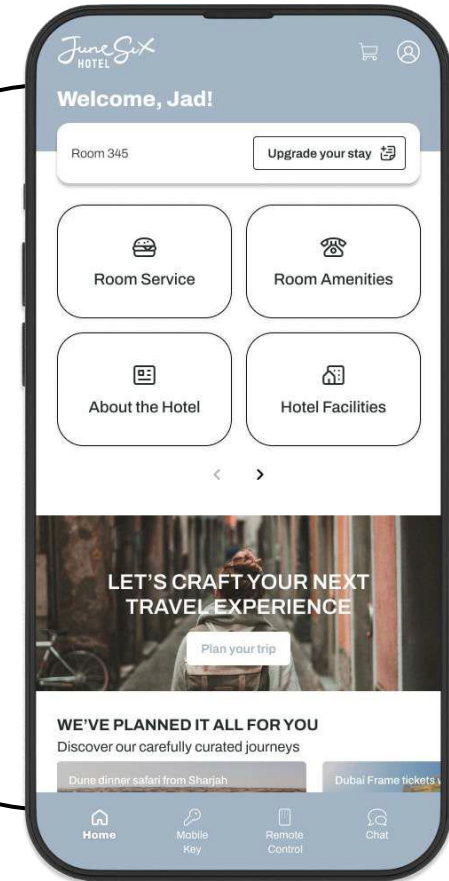 June Six
HOTEL
Welcome, Jad!
Room 345
Upgrade your stay
Room Service
Room Amenities
About the Hotel
Hotel Facilities
LET'S CRAFT YOUR NEXT
TRAVEL EXPERIENCE
Plan your trip
WE'VE PLANNED IT ALL FOR YOU
Discover our carefully curated journeys
Dune dinner safari from Sharjah
Dubai Frame tickets
Home
Mobile
Key
Remote
Control
Chat